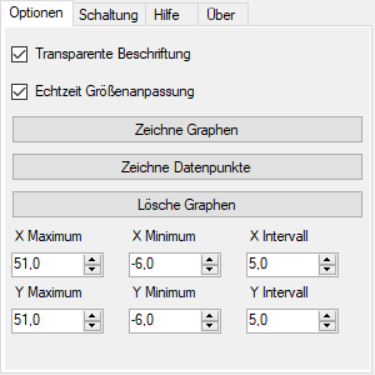 Optionen Schaltung Hilfe Über
Transparente Beschriftung
Echtzeit Größenanpassung
Zeichne Graphen
Zeichne Datenpunkte
Lösche Graphen
X Maximum X Minimum X Intervall
51,0 -6,0 5,0
Y Maximum Y Minimum Y Intervall
51,0 -6,0 5,0